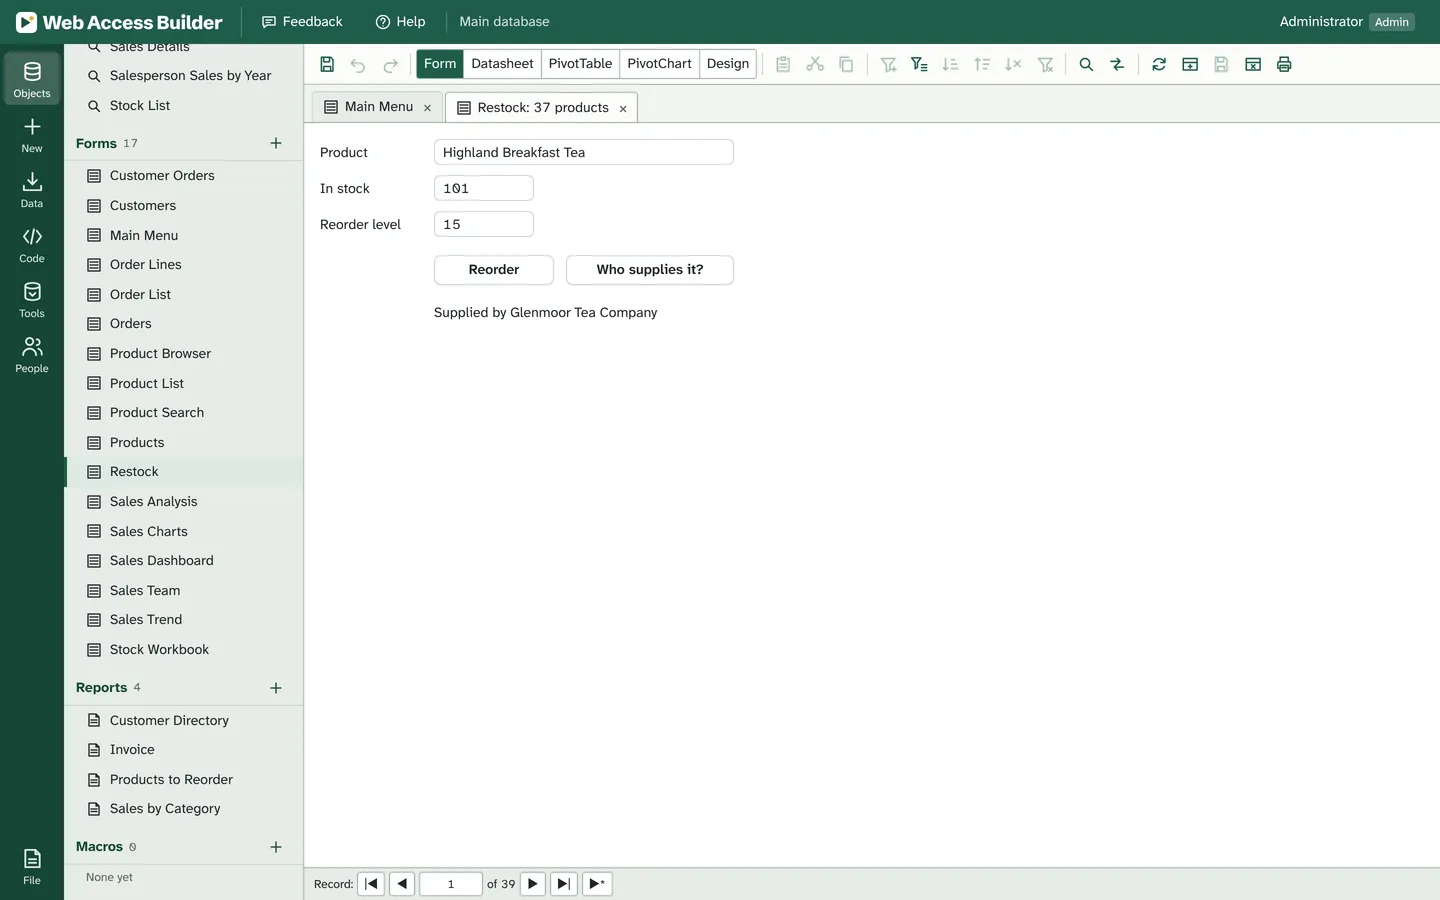 Web Access Builder
Feedback
Help
Main database
Administrator
Admin
Objects
New
Data
Code
Tools
People
File
Sales Details
Salesperson Sales by Year
Stock List
Forms 17
Customer Orders
Customers
Main Menu
Order Lines
Order List
Orders
Product Browser
Product List
Product Search
Products
Restock
Sales Analysis
Sales Charts
Sales Dashboard
Sales Team
Sales Trend
Stock Workbook
Reports 4
Customer Directory
Invoice
Products to Reorder
Sales by Category
Macros 0
None yet
Form
Datasheet
PivotTable
PivotChart
Design
Main Menu
Restock: 37 products
Product
Highland Breakfast Tea
In stock
101
Reorder level
15
Reorder
Who supplies it?
Supplied by Glenmoor Tea Company
Record:
1
of 39